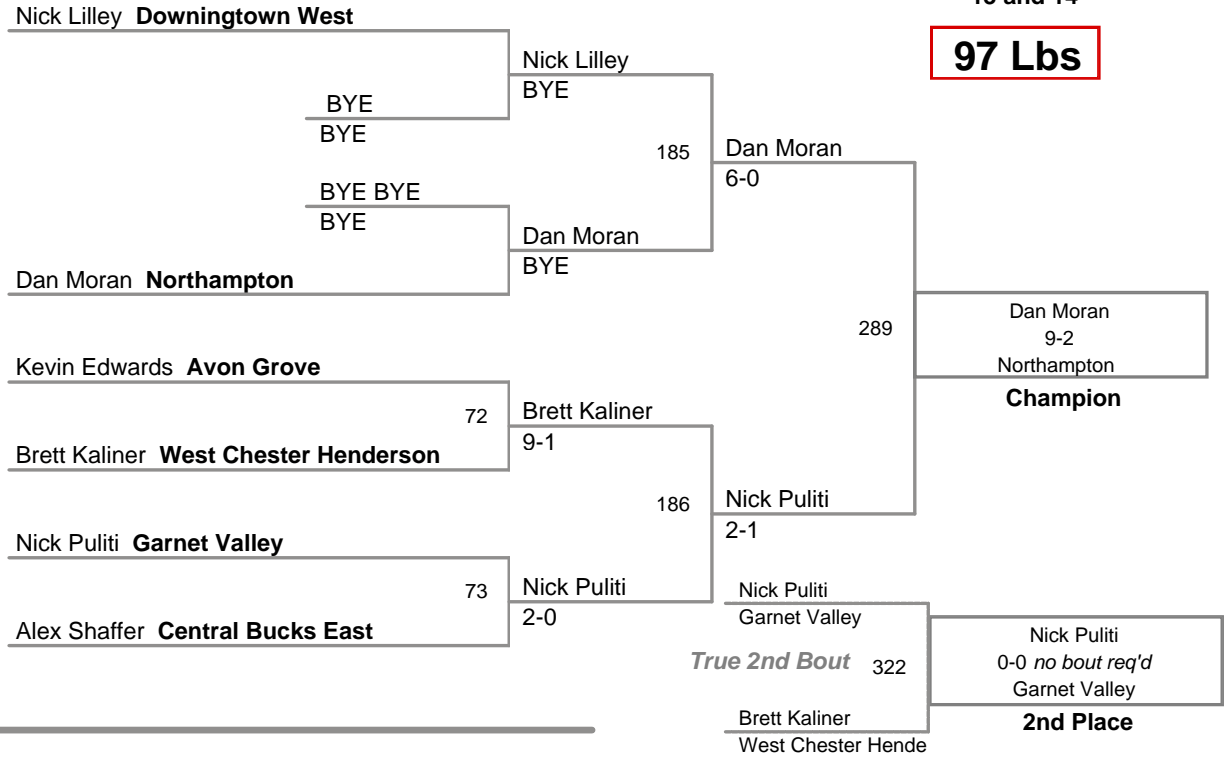 13 and 14
97 Lbs
Nick Lilley Downingtown West
Nick Lilley
BYE
BYE
BYE
185
Dan Moran
6-0
BYE BYE
BYE
Dan Moran
BYE
Dan Moran Northampton
289
Dan Moran
9-2
Northampton
Champion
Kevin Edwards Avon Grove
72
Brett Kaliner
9-1
Brett Kaliner West Chester Henderson
186
Nick Puliti
2-1
Nick Puliti Garnet Valley
73
Nick Puliti
2-0
Alex Shaffer Central Bucks East
Nick Puliti
Garnet Valley
True 2nd Bout 322
Nick Puliti
0-0 no bout req'd
Garnet Valley
2nd Place
Brett Kaliner
West Chester Hende